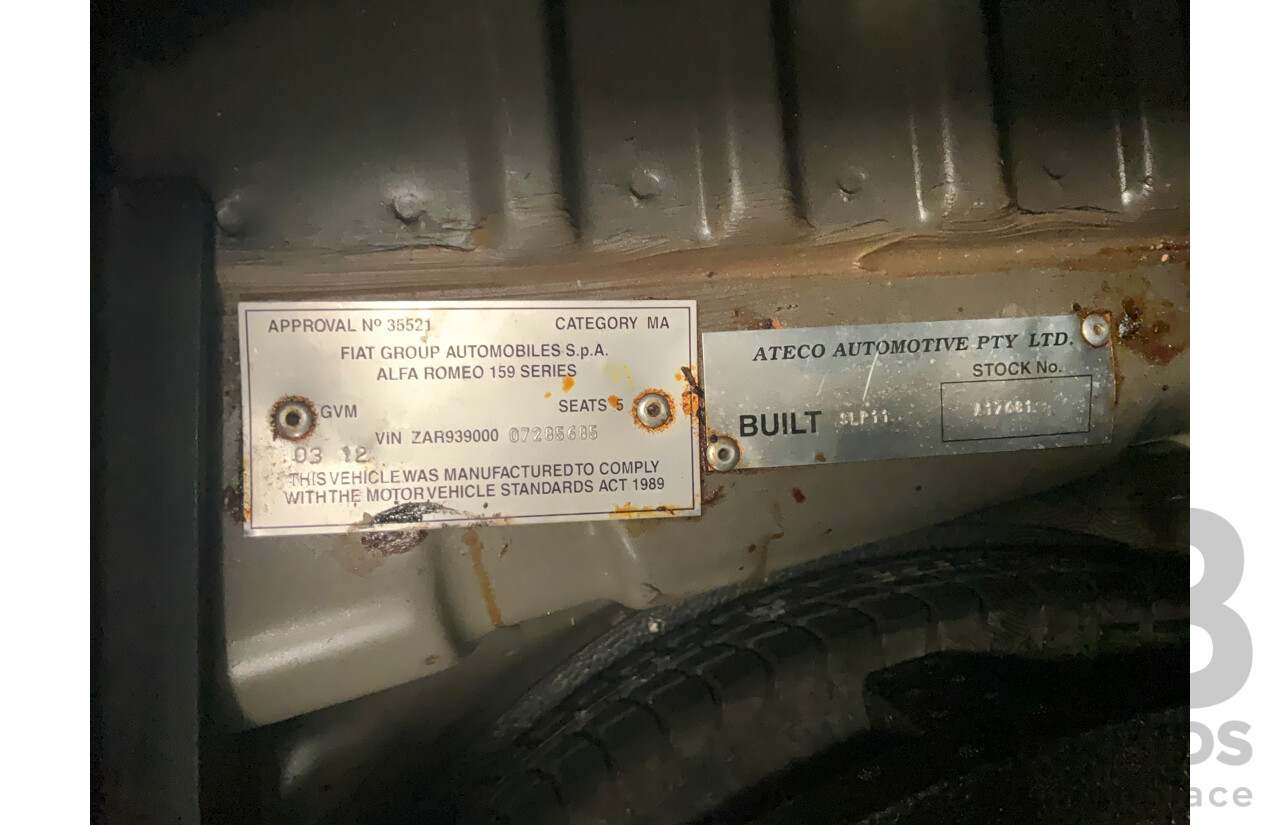 APPROVAL Nº 35521 CATEGORY MA
FIAT GROUP AUTOMOBILES S.p.A.
ALFA ROMEO 159 SERIES
GVM SEATS 5
VIN ZAR939000 07285685
03 12
THIS VEHICLE WAS MANUFACTURED TO COMPLY
WITH THE MOTOR VEHICLE STANDARDS ACT 1989
ATECO AUTOMOTIVE PTY LTD.
STOCK No.
BUILT